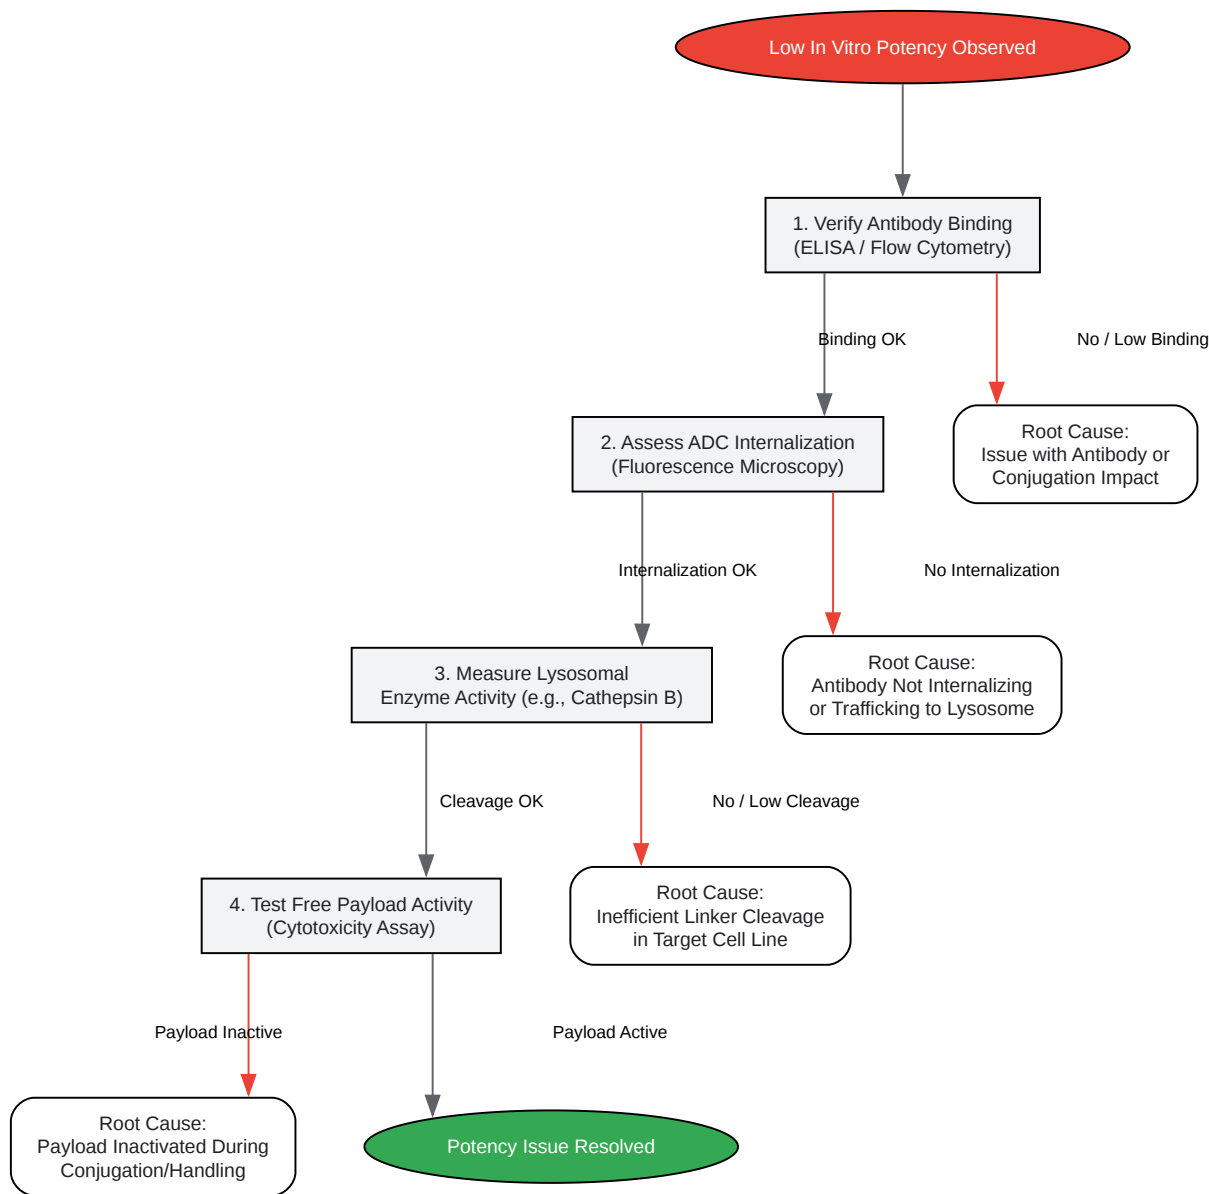 Low In Vitro Potency Observed
1. Verify Antibody Binding
(ELISA / Flow Cytometry)
Binding OK
No / Low Binding
2. Assess ADC Internalization
(Fluorescence Microscopy)
Root Cause:
Issue with Antibody or
Conjugation Impact
Internalization OK
No Internalization
3. Measure Lysosomal
Enzyme Activity (e.g., Cathepsin B)
Root Cause:
Antibody Not Internalizing
or Trafficking to Lysosome
Cleavage OK
No / Low Cleavage
4. Test Free Payload Activity
(Cytotoxicity Assay)
Root Cause:
Inefficient Linker Cleavage
in Target Cell Line
Payload Inactive
Payload Active
Root Cause:
Payload Inactivated During
Conjugation/Handling
Potency Issue Resolved